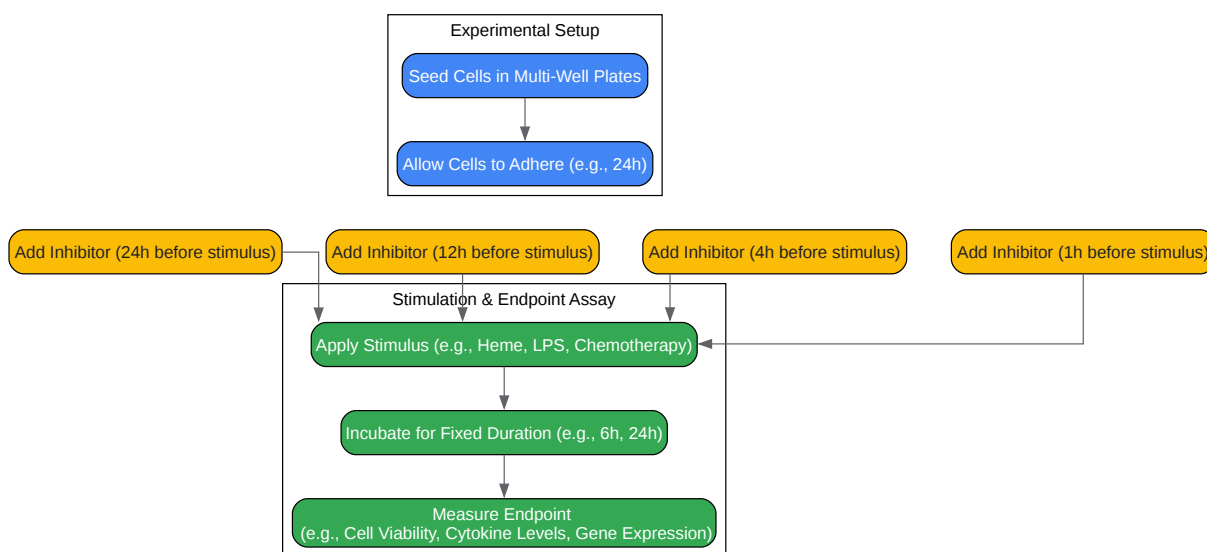 Experimental Setup
Seed Cells in Multi-Well Plates
Allow Cells to Adhere (e.g., 24h)
Add Inhibitor (24h before stimulus)
Add Inhibitor (12h before stimulus)
Add Inhibitor (4h before stimulus)
Add Inhibitor (1h before stimulus)
Stimulation & Endpoint Assay
Apply Stimulus (e.g., Heme, LPS, Chemotherapy)
Incubate for Fixed Duration (e.g., 6h, 24h)
Measure Endpoint
(e.g., Cell Viability, Cytokine Levels, Gene Expression)